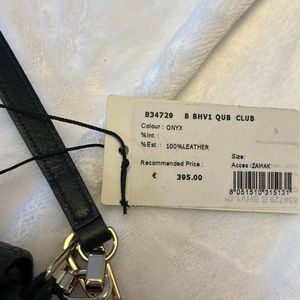 834729 B BHV1 QUB CLUB
Colour : ONYX
%Int. :
%Est. : 100%LEATHER
Size:
Recommended Price : Acces :ZAMAK
€ 395.00
8 051510 315131